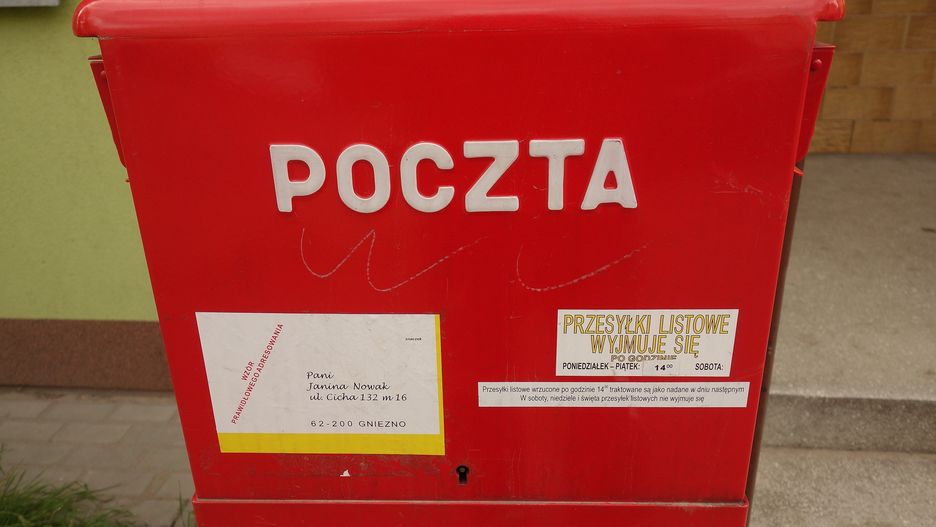 POCZTA
WZÓR
PRAWIDŁOWEGO ADRESOWANIA
Pani
Janina Nowak
ul. Cicha 132 m 16
62-200 GNIEZNO
PRZESYŁKI LISTOWE
WYJMUJE SIĘ
PO GODZINIE
PONIEDZIAŁEK - PIĄTEK: 14⁰⁰ SOBOTA:
Przesyłki listowe wrzucone po godzinie 14⁰⁰ traktowane są jako nadane w dniu następnym
W soboty, niedziele i święta przesyłek listowych nie wyjmuje się